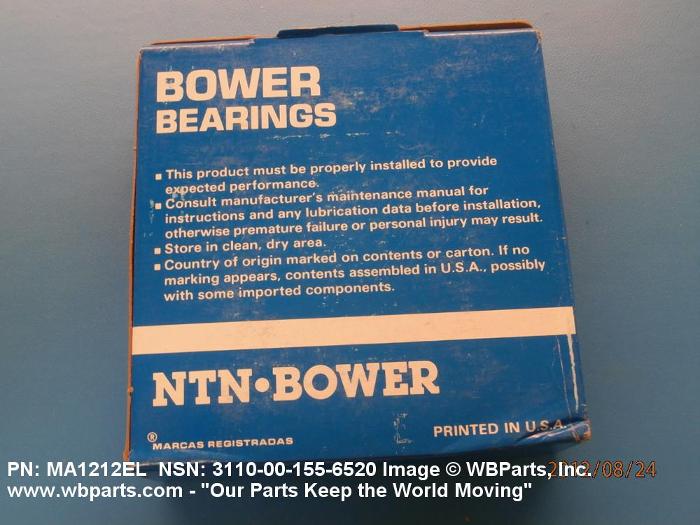 BOWER
BEARINGS
▪ This product must be properly installed to provide
expected performance.
▪ Consult manufacturer's maintenance manual for
instructions and any lubrication data before installation,
otherwise premature failure or personal injury may result.
▪ Store in clean, dry area.
▪ Country of origin marked on contents or carton. If no
marking appears, contents assembled in U.S.A., possibly
with some imported components.
NTN•BOWER
® MARCAS REGISTRADAS
PRINTED IN U.S.A.
PN: MA1212EL NSN: 3110-00-155-6520 Image © WBParts, Inc.
2012/08/24
www.wbparts.com - "Our Parts Keep the World Moving"